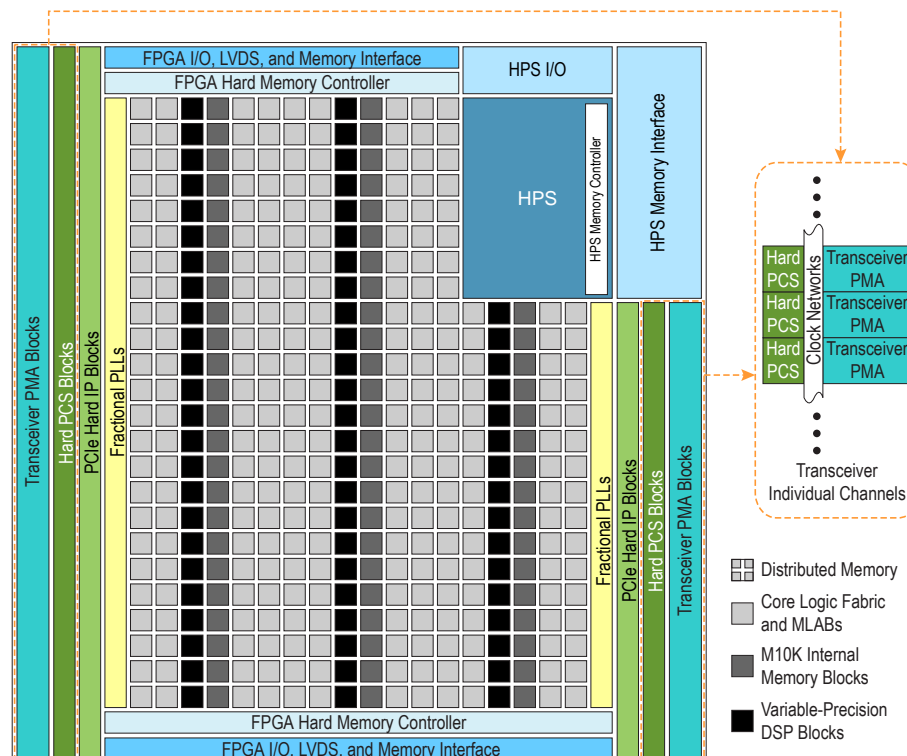 FPGA I/O, LVDS, and Memory Interface
FPGA Hard Memory Controller
HPS I/O
HPS
HPS Memory Controller
HPS Memory Interface
Transceiver PMA Blocks
Hard PCS Blocks
PCIe Hard IP Blocks
Fractional PLLs
Fractional PLLs
PCIe Hard IP Blocks
Hard PCS Blocks
Transceiver PMA Blocks
FPGA Hard Memory Controller
FPGA I/O, LVDS, and Memory Interface
Hard
PCS
Hard
PCS
Hard
PCS
Clock Networks
Transceiver
PMA
Transceiver
PMA
Transceiver
PMA
Transceiver
Individual Channels
Distributed Memory
Core Logic Fabric
and MLABs
M10K Internal
Memory Blocks
Variable-Precision
DSP Blocks